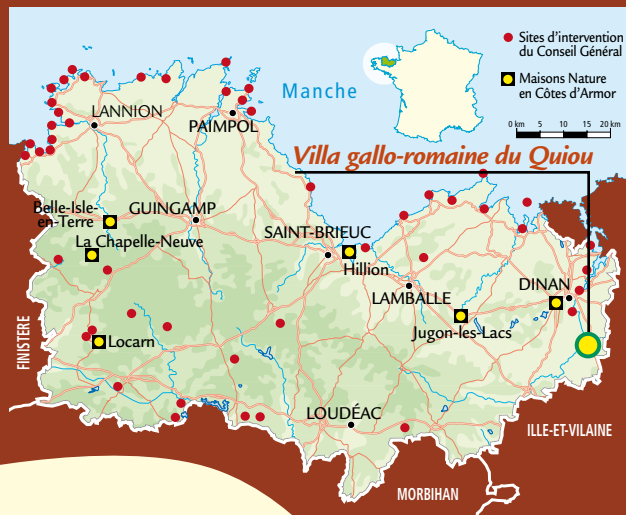 Sites d'intervention
du Conseil Général
Maisons Nature
en Côtes d'Armor
0 km 5 10 15 20 km
Manche
LANNION
PAIMPOL
Villa gallo-romaine du Quiou
Belle-Isle-
en-Terre
GUINGAMP
La Chapelle-Neuve
SAINT-BRIEUC
Hillion
LAMBALLE
DINAN
Jugon-les-Lacs
Locarn
FINISTERE
LOUDÉAC
ILLE-ET-VILAINE
MORBIHAN